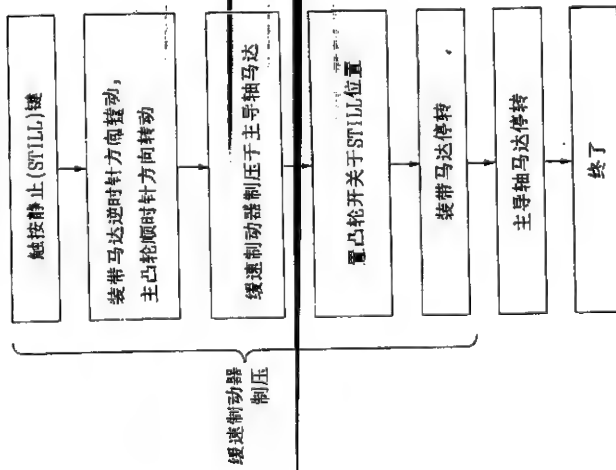 触按静止(STILL)键
装带马达逆时针方向转动，
主凸轮顺时针方向转动
缓速制动器制压于主导轴马达
置凸轮开关于STILL位置
装带马达停转
主导轴马达停转
终了
缓速制动器
制压